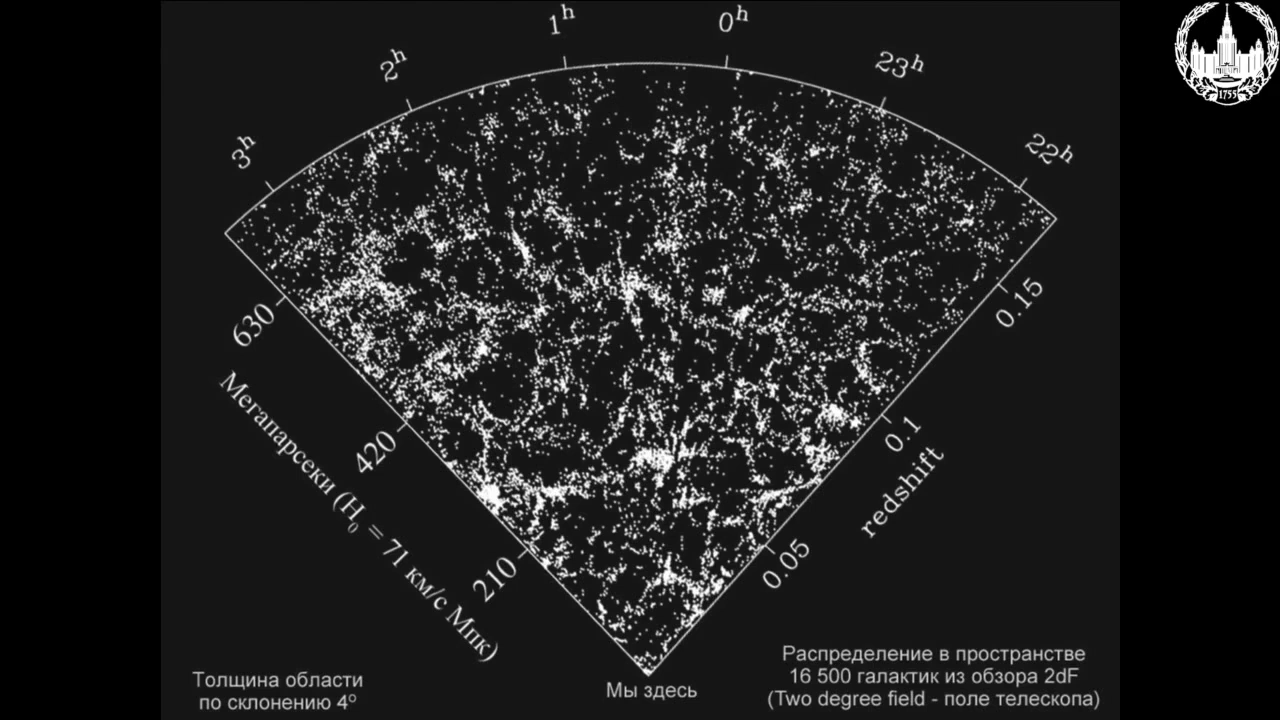 3ʰ
2ʰ
1ʰ
0ʰ
23ʰ
22ʰ
1755
630
420
210
Мегапарсеки (H₀ = 71 км/с Мпк)
0.15
0.1
0.05
redshift
Толщина области
по склонению 4º
Мы здесь
Распределение в пространстве
16 500 галактик из обзора 2dF
(Two degree field - поле телескопа)